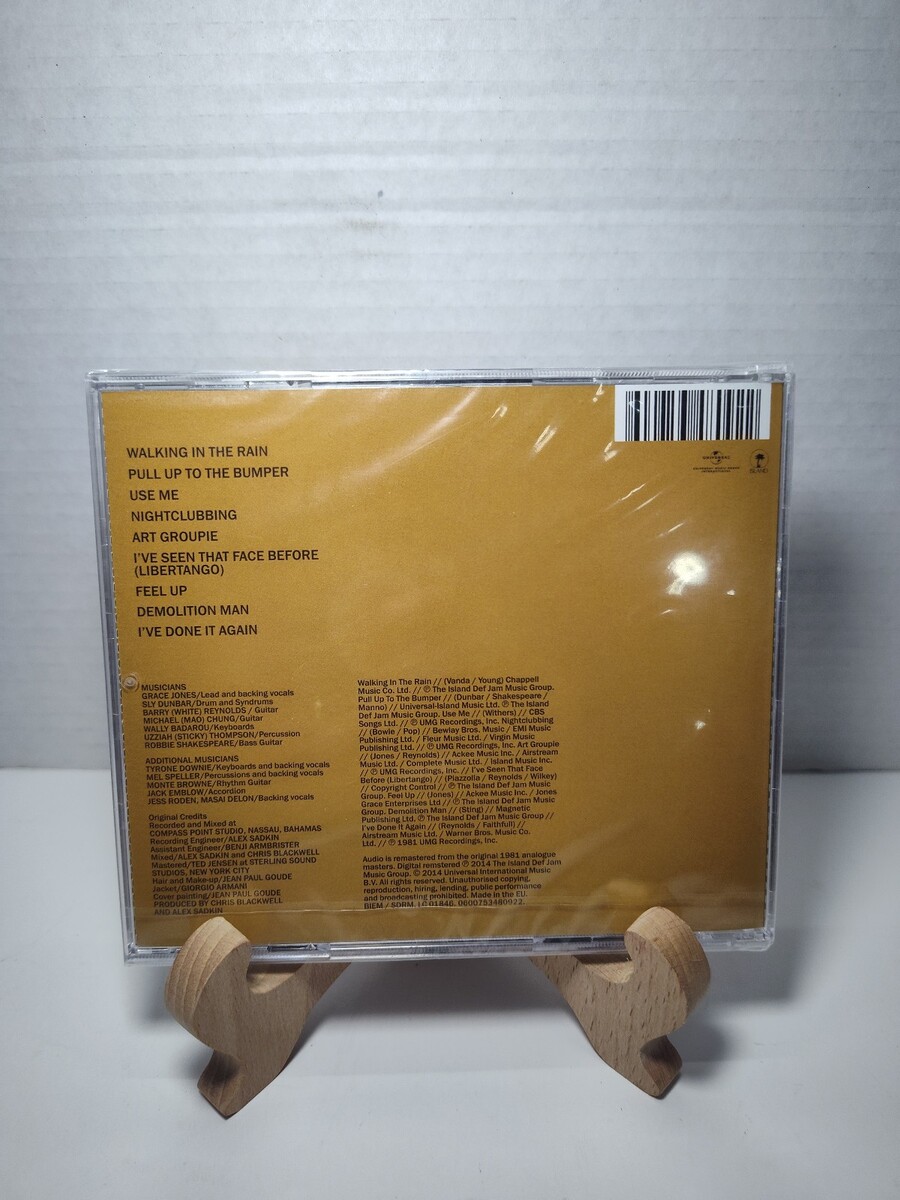 WALKING IN THE RAIN
PULL UP TO THE BUMPER
USE ME
NIGHTCLUBBING
ART GROUPIE
I'VE SEEN THAT FACE BEFORE
(LIBERTANGO)
FEEL UP
DEMOLITION MAN
I'VE DONE IT AGAIN
UNIVERSAL
ISLAND
MUSICIANS
GRACE JONES/Lead and backing vocals
SLY DUNBAR/Drum and Syndrums
BARRY (WHITE) REYNOLDS / Guitar
MICHAEL (MAO) CHUNG/Guitar
WALLY BADAROU/Keyboards
UZZIAH (STICKY) THOMPSON/Percussion
ROBBIE SHAKESPEARE/Bass Guitar
ADDITIONAL MUSICIANS
TYRONE DOWNIE/Keyboards and backing vocals
MEL SPELLER/Percussions and backing vocals
MONTE BROWNE/Rhythm Guitar
JACK EMBLOW/Accordion
JESS RODEN, MASAI DELON/Backing vocals
Original Credits
Recorded and Mixed at
COMPASS POINT STUDIO, NASSAU, BAHAMAS
Recording Engineer/ALEX SADKIN
Assistant Engineer/BENJI ARMBRISTER
Mixed/ALEX SADKIN and CHRIS BLACKWELL
Mastered/TED JENSEN at STERLING SOUND
STUDIOS, NEW YORK CITY
Hair and Make-up/JEAN PAUL GOUDE
Jacket/GIORGIO ARMANI
Cover painting/JEAN PAUL GOUDE
PRODUCED BY CHRIS BLACKWELL
AND ALEX SADKIN
Walking In The Rain // (Vanda / Young) Chappell
Music Co. Ltd. // ℗ The Island Def Jam Music Group.
Pull Up To The Bumper // (Dunbar / Shakespeare /
Manno) // Universal-Island Music Ltd. ℗ The Island
Def Jam Music Group. Use Me // (Withers) // CBS
Songs Ltd. // ℗ UMG Recordings, Inc. Nightclubbing
// (Bowie / Pop) // Bewlay Bros. Music / EMI Music
Publishing Ltd. / Fleur Music Ltd. / Virgin Music
Publishing Ltd. // ℗ UMG Recordings, Inc. Art Groupie
// (Jones / Reynolds) // Ackee Music Inc. / Airstream
Music Ltd. / Complete Music Ltd. / Island Music Inc.
// ℗ UMG Recordings, Inc. // I've Seen That Face
Before (Libertango) // (Piazzolla / Reynolds / Wilkey)
// Copyright Control // ℗ The Island Def Jam Music
Group. Feel Up // (Jones) // Ackee Music Inc. / Jones
Grace Enterprises Ltd // ℗ The Island Def Jam Music
Group. Demolition Man // (Sting) // Magnetic
Publishing Ltd. ℗ The Island Def Jam Music Group //
I've Done It Again // (Reynolds / Faithfull) //
Airstream Music Ltd. / Warner Bros. Music Co.
Ltd. // ℗ 1981 UMG Recordings, Inc.
Audio is remastered from the original 1981 analogue
masters. Digital remstered ℗ 2014 The Island Def Jam
Music Group. © 2014 Universal International Music
B.V. All rights reserved. Unauthorised copying,
reproduction, hiring, lending, public performance
and broadcasting prohibited. Made in the EU.
BIEM / SDRM. LC 01846. 0600753460922.